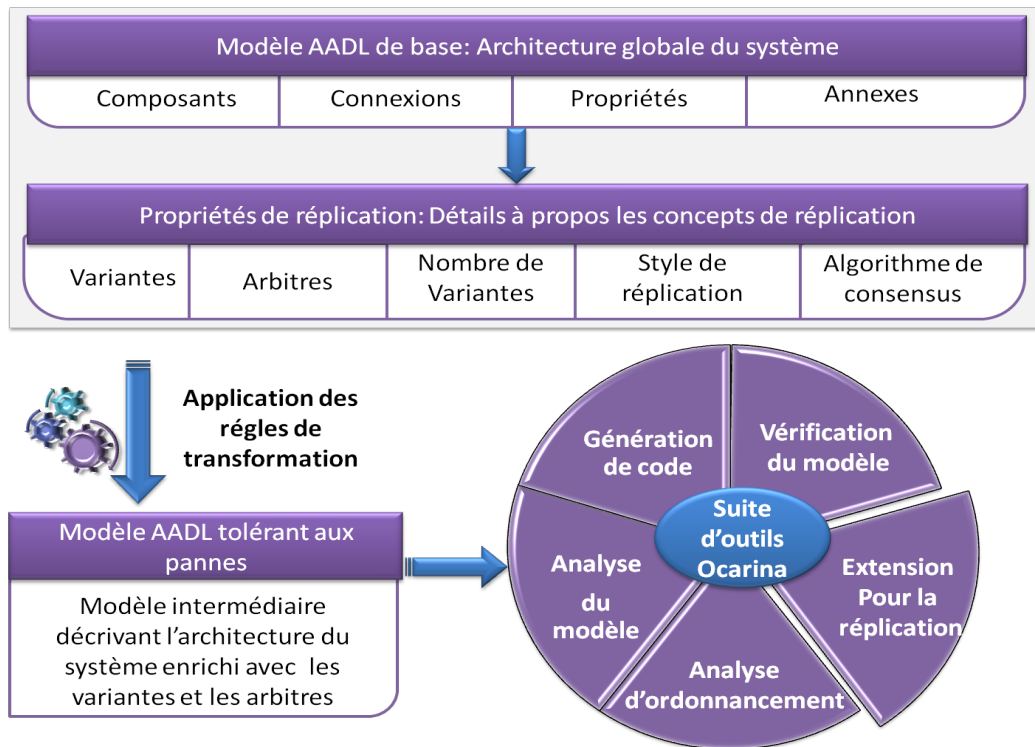 Modèle AADL de base: Architecture globale du système
Composants
Connexions
Propriétés
Annexes
Propriétés de réplication: Détails à propos les concepts de réplication
Variantes
Arbitres
Nombre de
Variantes
Style de
réplication
Algorithme de
consensus
Application des
régles de
transformation
Modèle AADL tolérant aux
pannes
Modèle intermédiaire
décrivant l'architecture du
système enrichi avec les
variantes et les arbitres
Génération
de code
Vérification
du modèle
Suite
d'outils
Ocarina
Analyse
du
modèle
Extension
Pour la
réplication
Analyse
d'ordonnancement